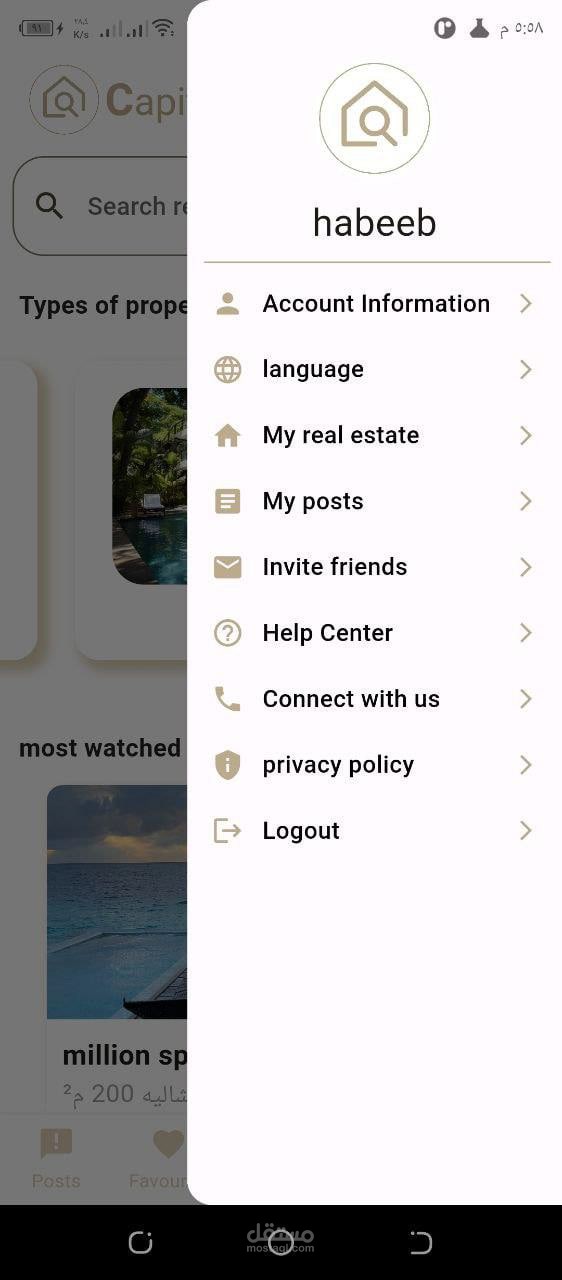 ٩١
٢٨٫٤
K/s
٥:٥٨ م
Capi
Search re
Types of prope
most watched
million sp
شاليه 200 م²
Posts
Favour
habeeb
Account Information
language
My real estate
My posts
Invite friends
Help Center
Connect with us
privacy policy
Logout
مستقل
mostaql.com